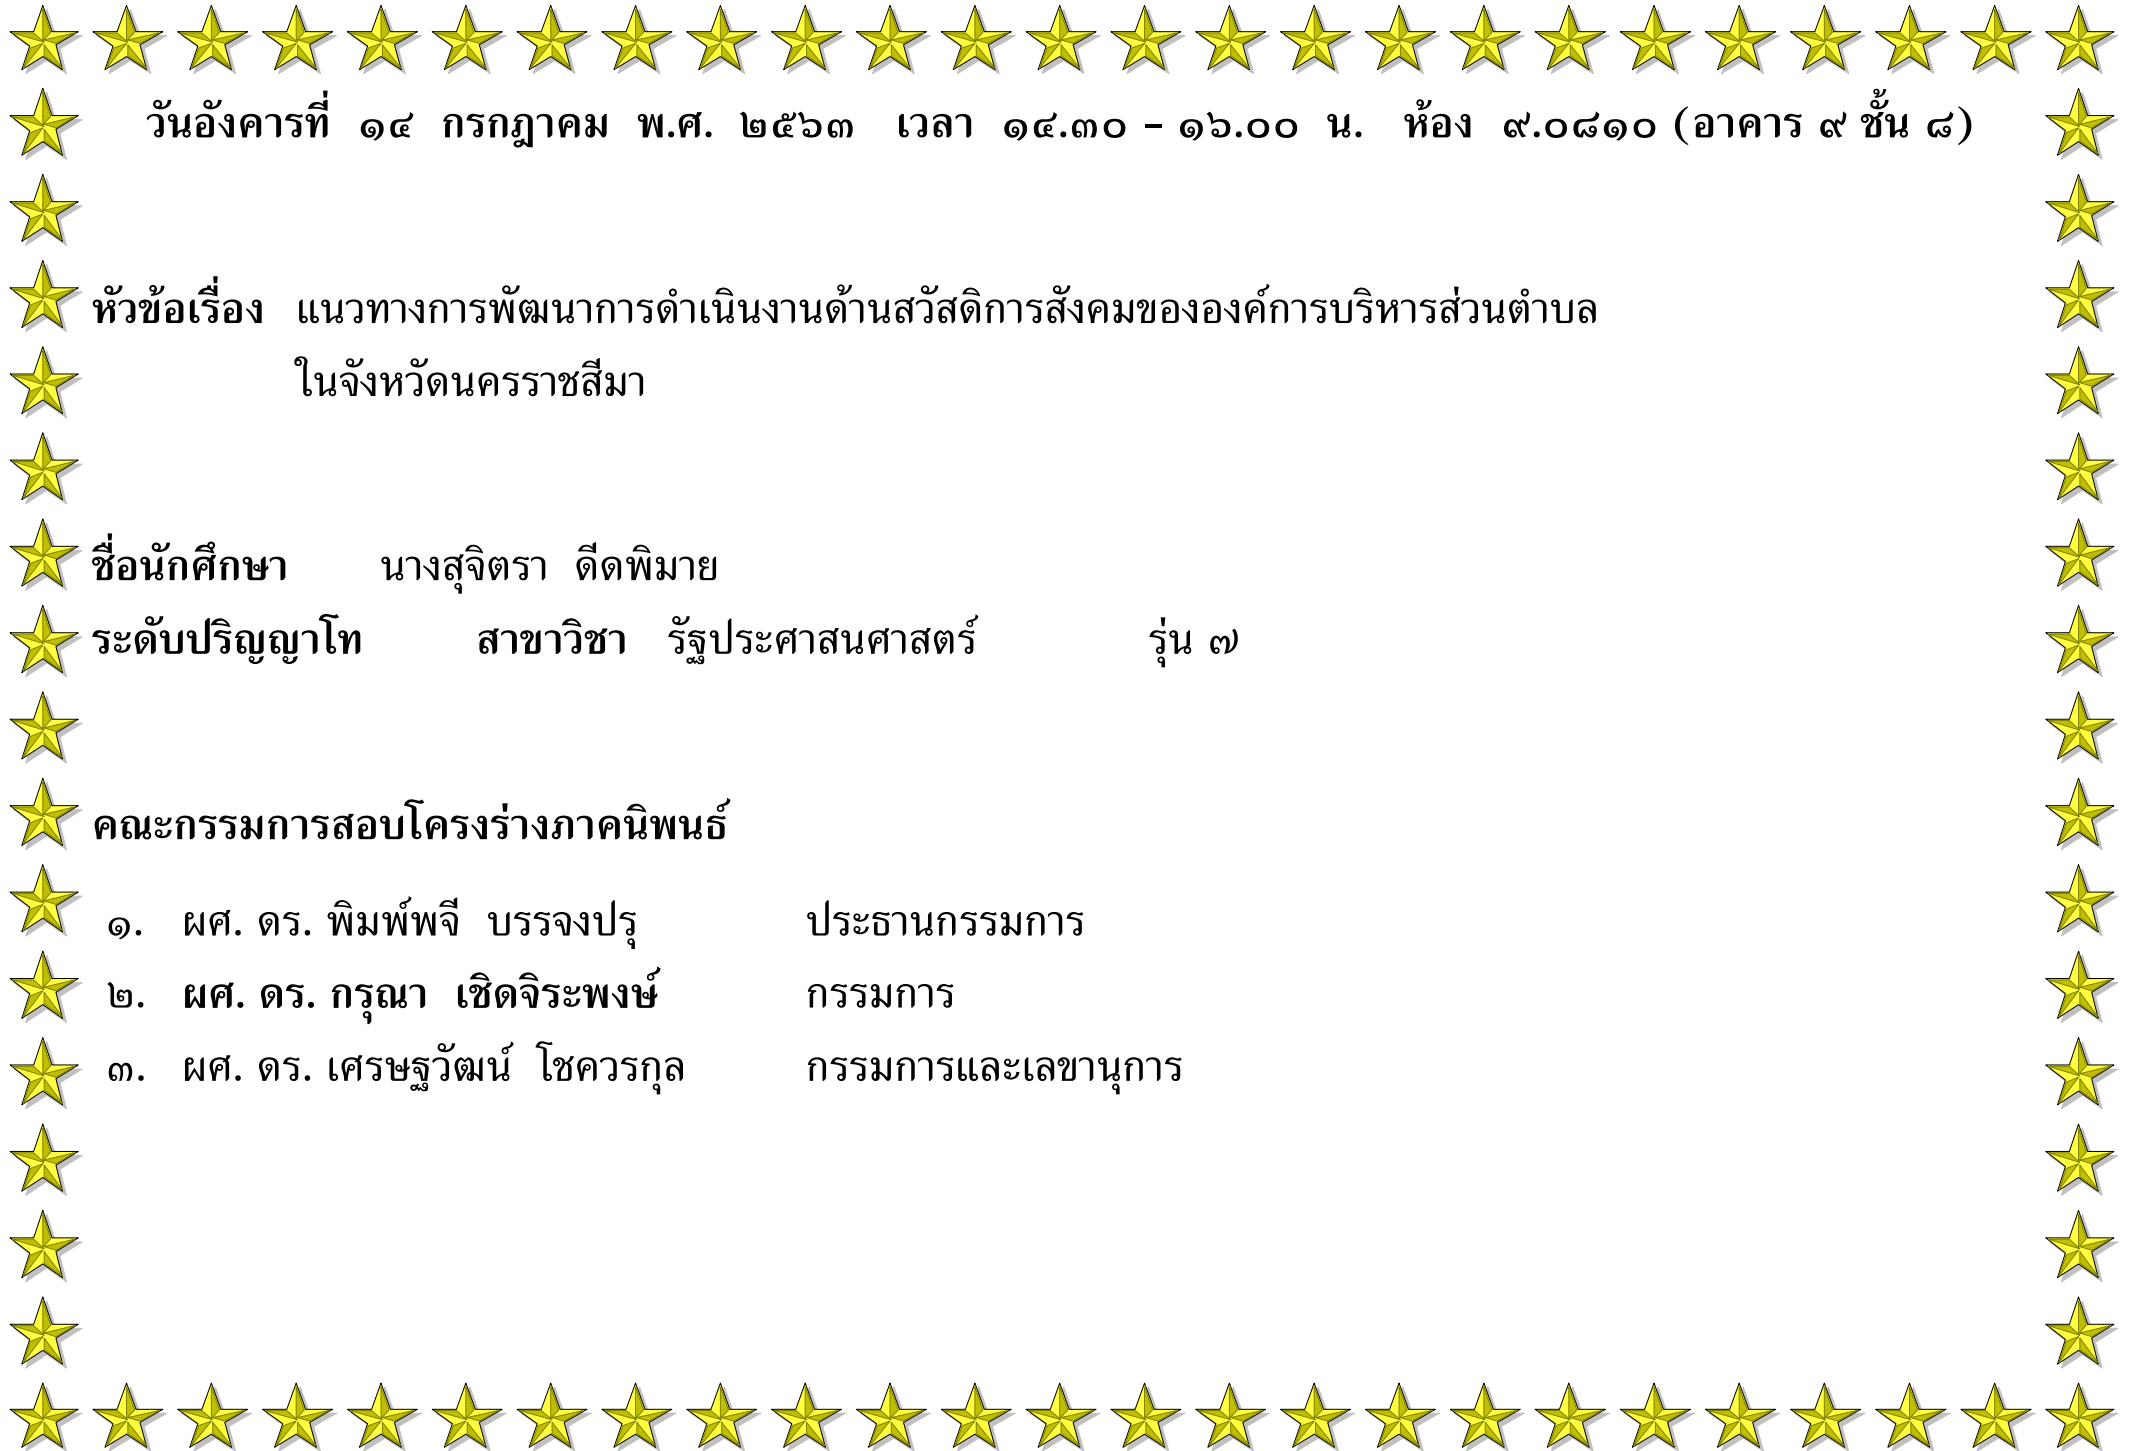 วันอังคารที่ ๑๔ กรกฎาคม พ.ศ. ๒๕๖๓ เวลา ๑๔.๓๐ – ๑๖.๐๐ น. ห้อง ๙.๐๘๑๐ (อาคาร ๙ ชั้น ๘)
หัวข้อเรื่อง แนวทางการพัฒนาการดำเนินงานด้านสวัสดิการสังคมขององค์การบริหารส่วนตำบล
ในจังหวัดนครราชสีมา
ชื่อนักศึกษา นางสุจิตรา ดีดพิมาย
ระดับปริญญาโท สาขาวิชา รัฐประศาสนศาสตร์ รุ่น ๗
คณะกรรมการสอบโครงร่างภาคนิพนธ์
๑. ผศ. ดร. พิมพ์พจี บรรจงปรุ ประธานกรรมการ
๒. ผศ. ดร. กรุณา เชิดจิระพงษ์ กรรมการ
๓. ผศ. ดร. เศรษฐวัฒน์ โชควรกุล กรรมการและเลขานุการ